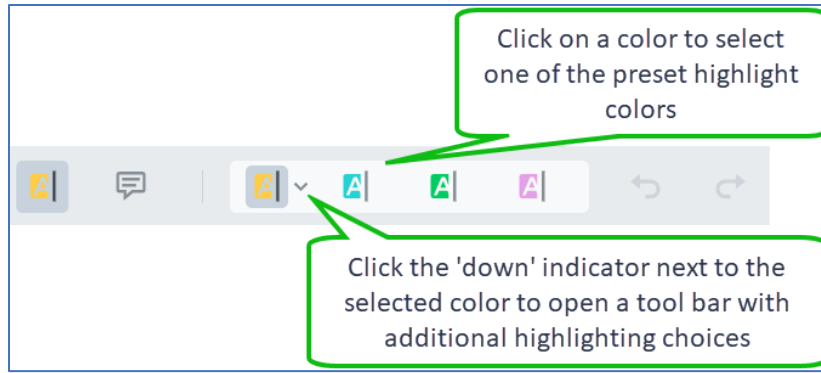 Click on a color to select
one of the preset highlight
colors
A
A
A
A
A
Click the 'down' indicator next to the
selected color to open a tool bar with
additional highlighting choices